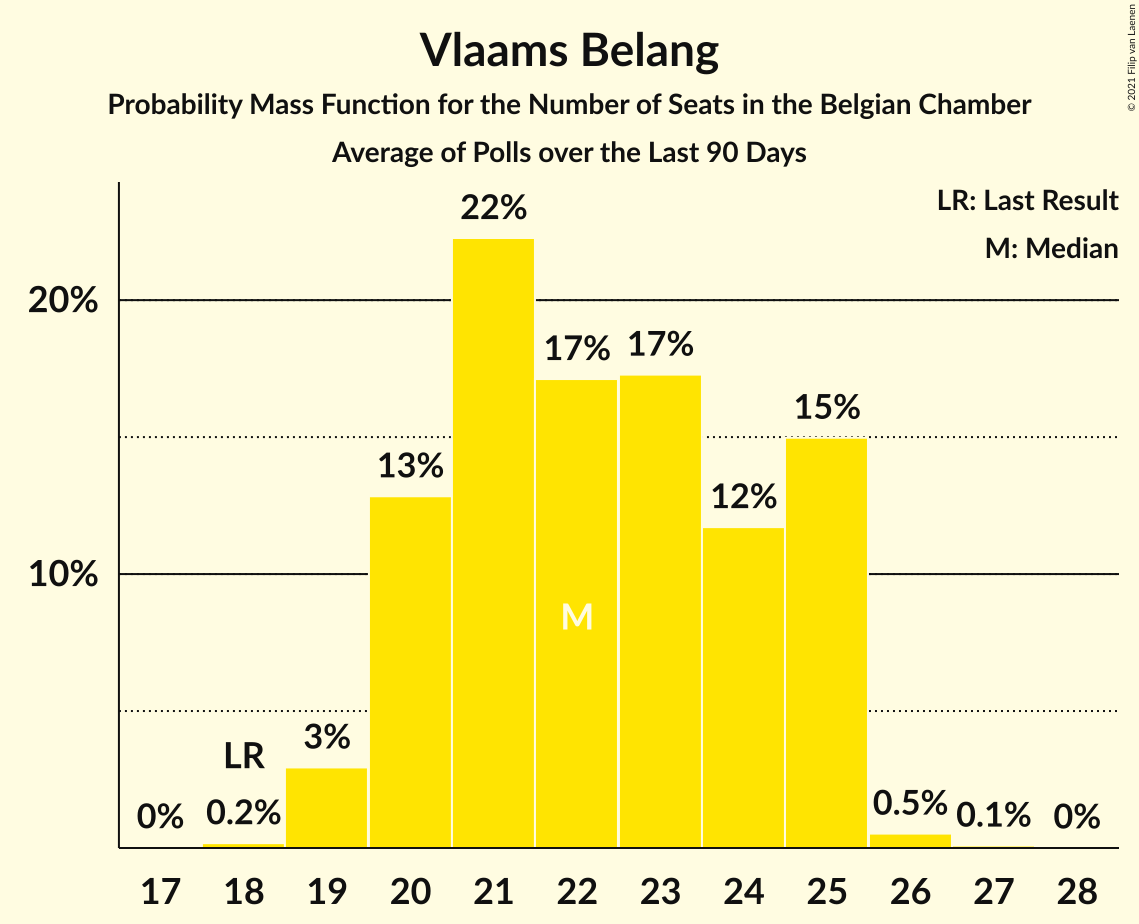 Vlaams Belang
Probability Mass Function for the Number of Seats in the Belgian Chamber
Average of Polls over the Last 90 Days
© 2021 Filip van Laenen
LR: Last Result
M: Median
20%
10%
0%
LR
0.2%
3%
13%
22%
17%
M
17%
12%
15%
0.5%
0.1%
0%
17 18 19 20 21 22 23 24 25 26 27 28